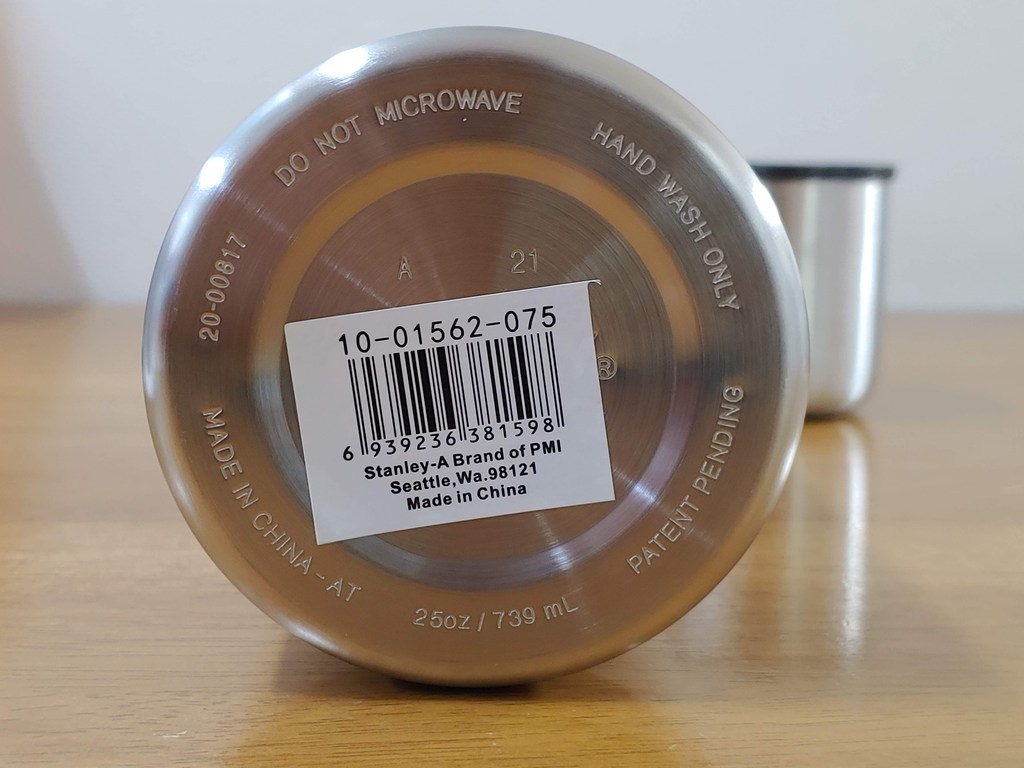 DO NOT MICROWAVE
HAND WASH ONLY
20-00817
A 21
10-01562-075
6 939236 381598
Stanley-A Brand of PMI
Seattle,Wa.98121
Made in China
®
MADE IN CHINA - AT
25oz / 739 mL
PATENT PENDING